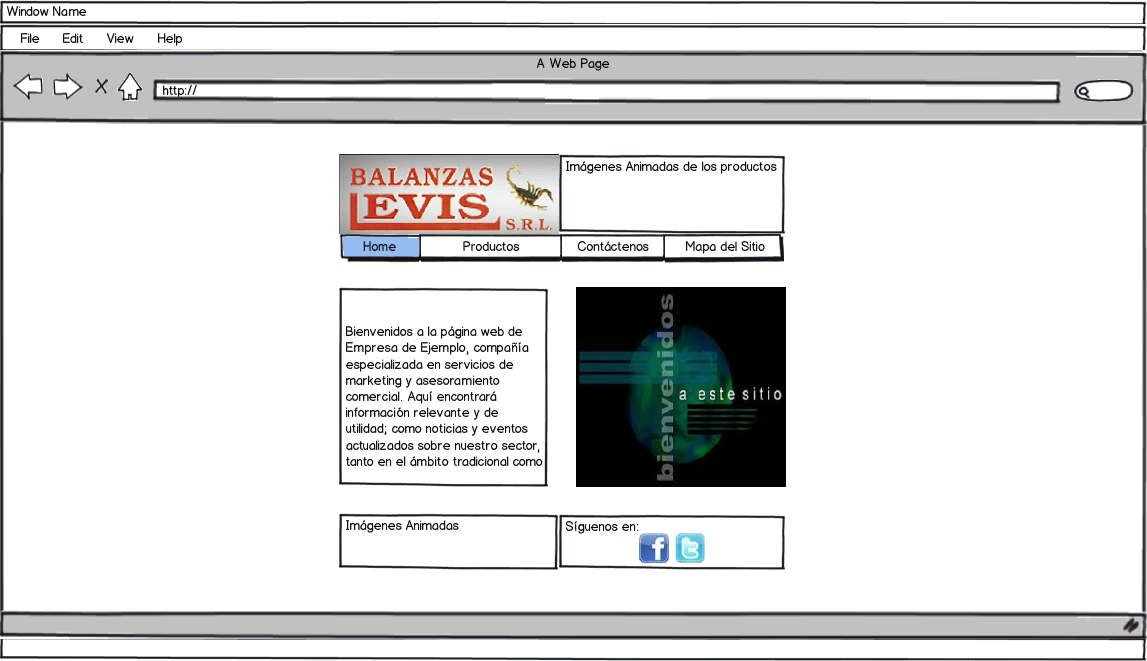 Window Name
File Edit View Help
A Web Page
http://
BALANZAS
LEVIS
S.R.L.
Imágenes Animadas de los productos
Home Productos Contáctenos Mapa del Sitio
Bienvenidos a la página web de
Empresa de Ejemplo, compañía
especializada en servicios de
marketing y asesoramiento
comercial. Aquí encontrará
información relevante y de
utilidad; como noticias y eventos
actualizados sobre nuestro sector,
tanto en el ámbito tradicional como
bienvenidos
a este sitio
Imágenes Animadas
Síguenos en: